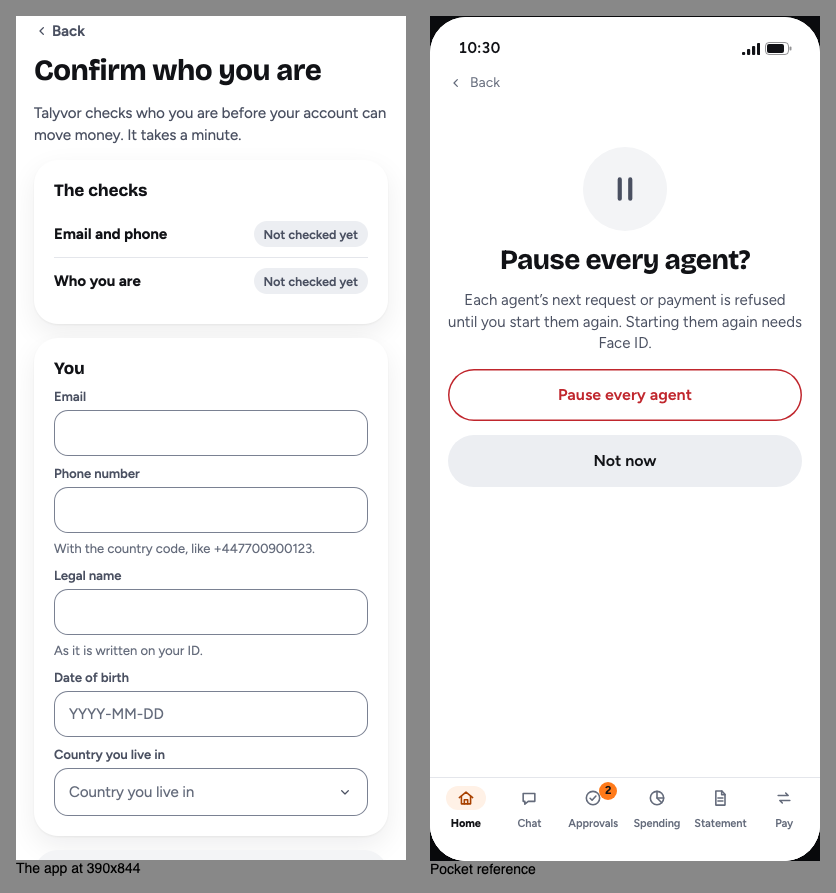 Back
Confirm who you are
Talyvor checks who you are before your account can
move money. It takes a minute.
The checks
Email and phone
Not checked yet
Who you are
Not checked yet
You
Email
Phone number
With the country code, like +447700900123.
Legal name
As it is written on your ID.
Date of birth
YYYY-MM-DD
Country you live in
Country you live in
The app at 390x844
10:30
Back
Pause every agent?
Each agent’s next request or payment is refused
until you start them again. Starting them again needs
Face ID.
Pause every agent
Not now
2
Home
Chat
Approvals
Spending
Statement
Pay
Pocket reference